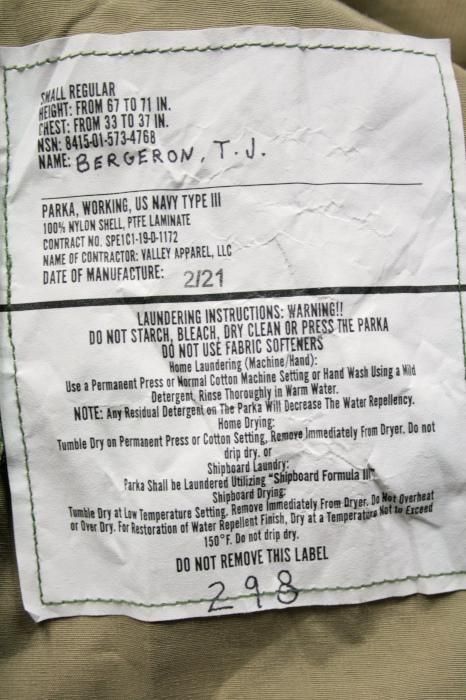 SMALL REGULAR
HEIGHT: FROM 67 TO 71 IN.
CHEST: FROM 33 TO 37 IN.
NSN: 8415-01-573-4768
NAME: BERGERON, T.J.
PARKA, WORKING, US NAVY TYPE III
100% NYLON SHELL, PTFE LAMINATE
CONTRACT NO. SPE1C1-19-D-1172
NAME OF CONTRACTOR: VALLEY APPAREL, LLC
DATE OF MANUFACTURE: 2/21
LAUNDERING INSTRUCTIONS: WARNING!!
DO NOT STARCH, BLEACH, DRY CLEAN OR PRESS THE PARKA
DO NOT USE FABRIC SOFTENERS
Home Laundering (Machine/Hand):
Use a Permanent Press or Normal Cotton Machine Setting or Hand Wash Using a Mild
Detergent, Rinse Thoroughly in Warm Water.
NOTE: Any Residual Detergent on The Parka Will Decrease The Water Repellency.
Home Drying:
Tumble Dry on Permanent Press or Cotton Setting, Remove Immediately From Dryer. Do not
drip dry. or
Shipboard Laundry:
Parka Shall be Laundered Utilizing "Shipboard Formula III"
Shipboard Drying:
Tumble Dry at Low Temperature Setting, Remove Immediately From Dryer, Do Not Overheat
or Over Dry. For Restoration of Water Repellent Finish, Dry at a Temperature Not to Exceed
150°F. Do not drip dry.
DO NOT REMOVE THIS LABEL
298